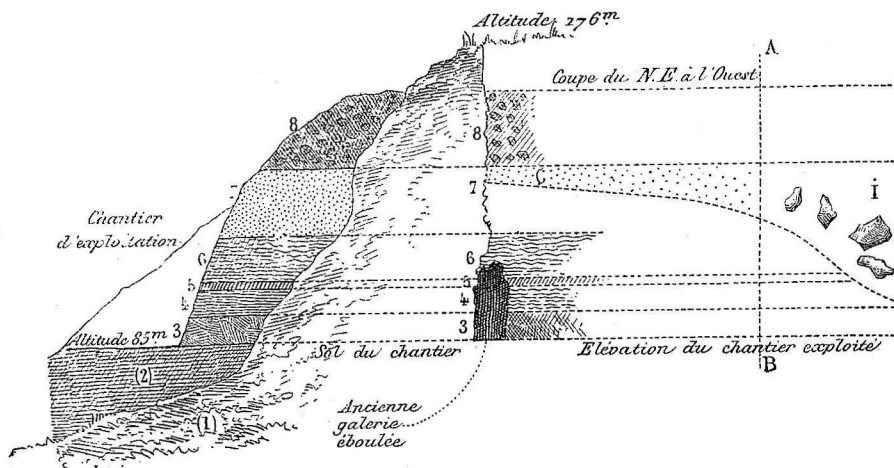 Altitude, 276m
A
Coupe du N.E. à l'Ouest
8
8
7
C
7
i
Chantier
d'exploitation
6
6
5
5
4
4
Altitude 85m
3
3
Sol du chantier
Elévation du chantier exploité
(2)
B
(1)
Ancienne
galerie
éboulée